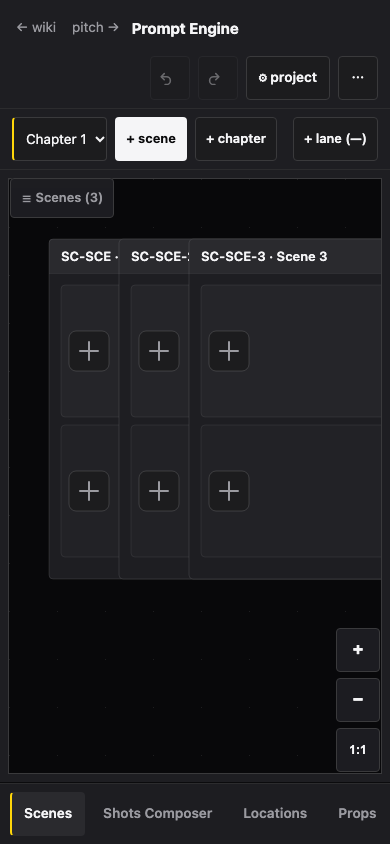 ← wiki pitch → Prompt Engine
⚙ project ...
Chapter 1 + scene + chapter + lane (—)
≡ Scenes (3)
SC-SCE · SC-SCE- SC-SCE-3 · Scene 3
+
−
1:1
Scenes Shots Composer Locations Props